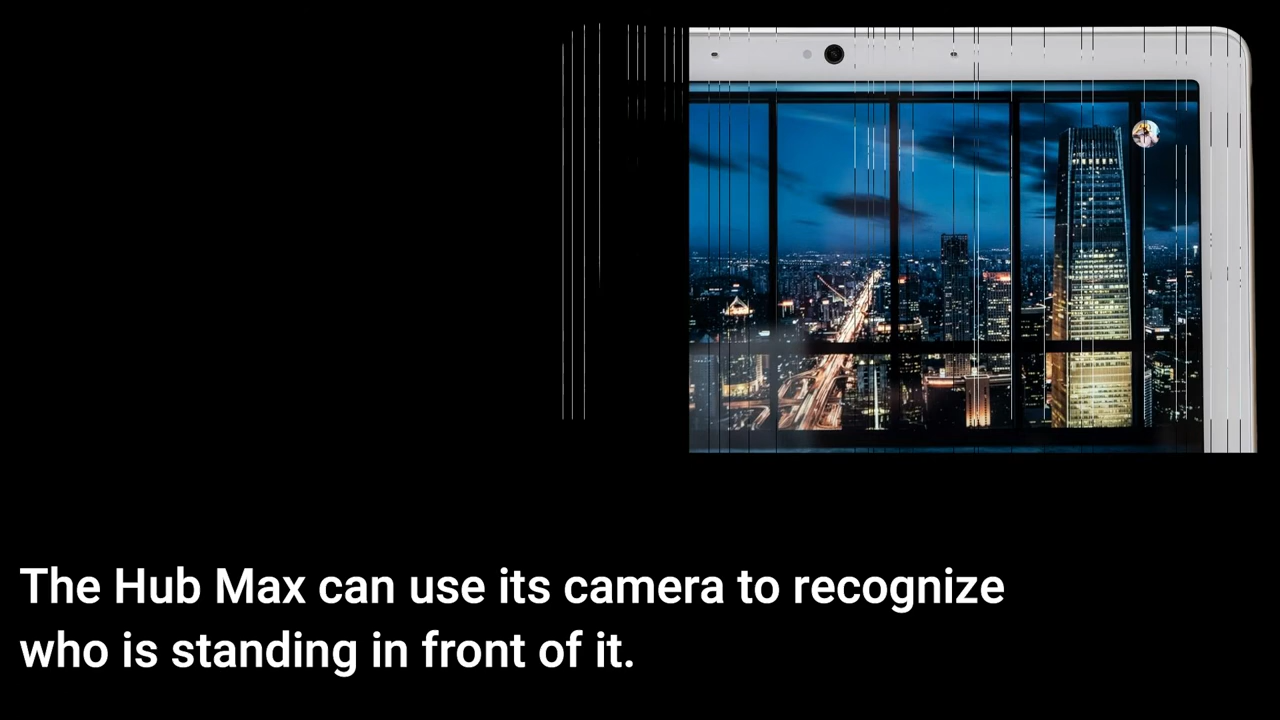 The Hub Max can use its camera to recognize
who is standing in front of it.